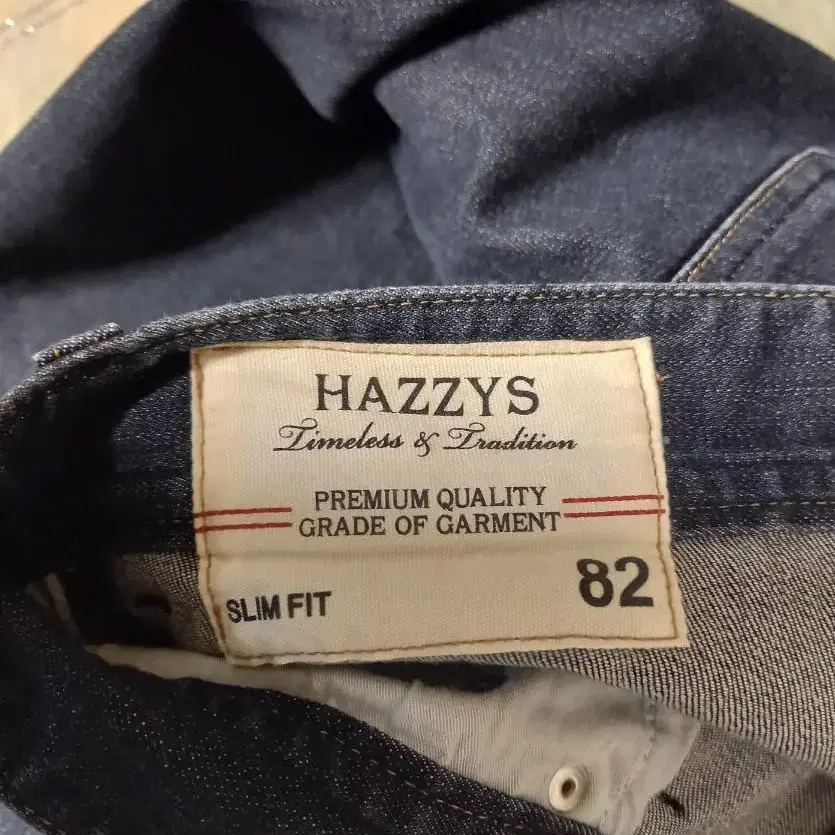 HAZZYS
Timeless & Tradition
PREMIUM QUALITY
GRADE OF GARMENT
SLIM FIT 82